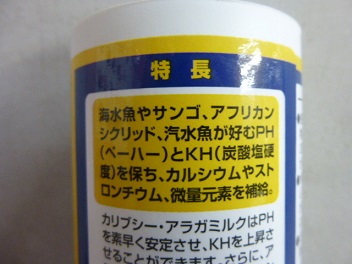 特長
海水魚やサンゴ、アフリカン
シクリッド、汽水魚が好むPH
(ペーハー)とKH(炭酸塩硬
度)を保ち、カルシウムやスト
ロンチウム、微量元素を補給。
カリブシー・アラガミルクはPH
を素早く安定させ、KHを上昇さ
せることができます。さらに、ア